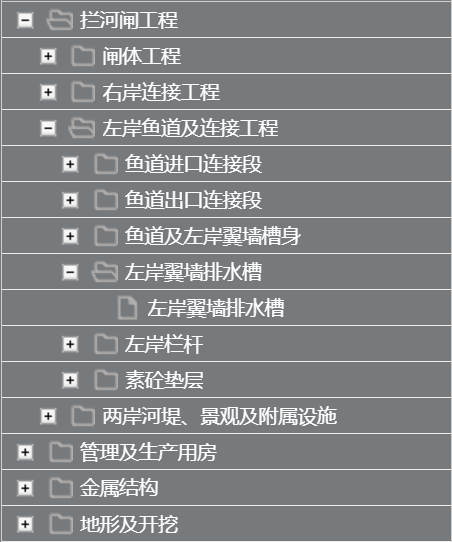 拦河闸工程
闸体工程
右岸连接工程
左岸鱼道及连接工程
鱼道进口连接段
鱼道出口连接段
鱼道及左岸翼墙槽身
左岸翼墙排水槽
左岸翼墙排水槽
左岸栏杆
素砼垫层
两岸河堤、景观及附属设施
管理及生产用房
金属结构
地形及开挖